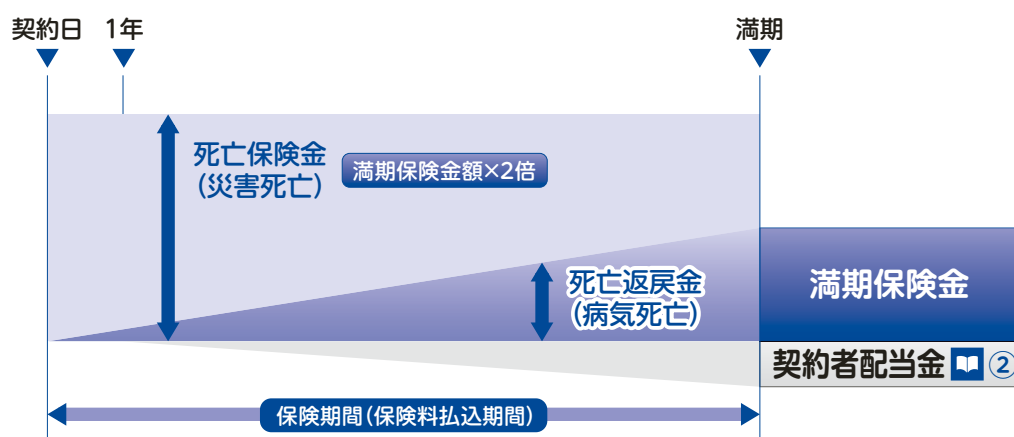 契約日 1年 満期
死亡保険金
(災害死亡)
満期保険金額×2倍
死亡返戻金
(病気死亡)
満期保険金
契約者配当金 ②
保険期間(保険料払込期間)